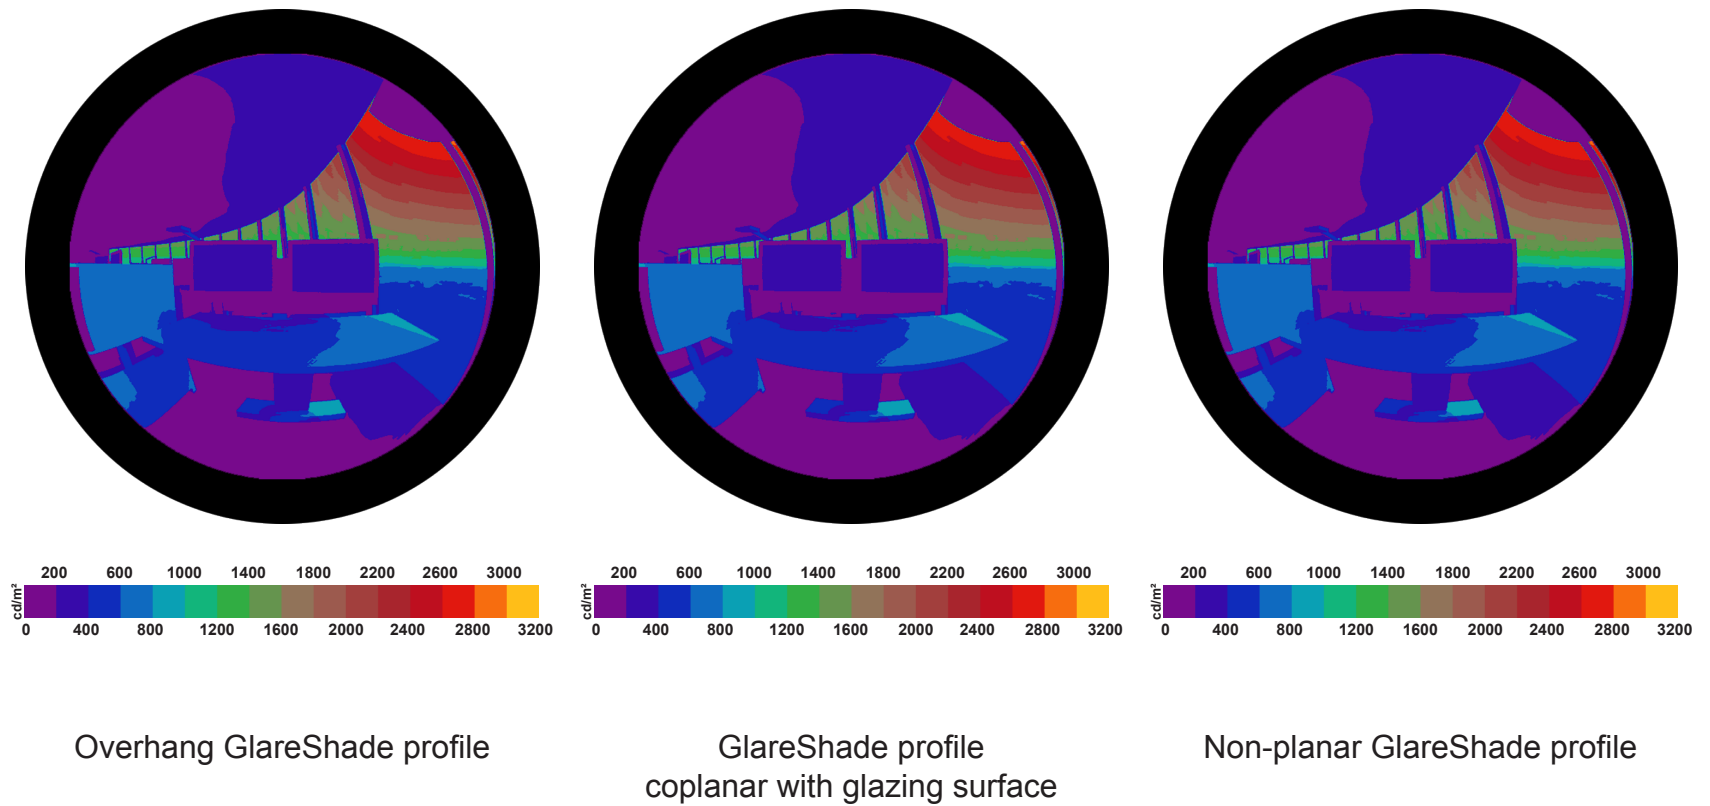 200 600 1000 1400 1800 2200 2600 3000
cd/m²
0 400 800 1200 1600 2000 2400 2800 3200
200 600 1000 1400 1800 2200 2600 3000
cd/m²
0 400 800 1200 1600 2000 2400 2800 3200
200 600 1000 1400 1800 2200 2600 3000
cd/m²
0 400 800 1200 1600 2000 2400 2800 3200
Overhang GlareShade profile
GlareShade profile
coplanar with glazing surface
Non-planar GlareShade profile